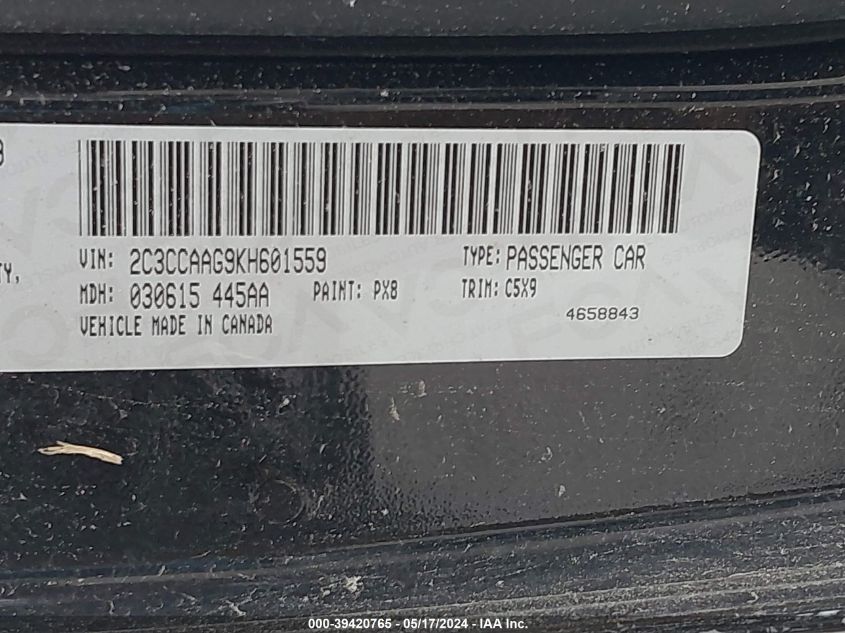 VIN: 2C3CCAAG9KH601559 TYPE: PASSENGER CAR
TY,
MDH: 030615 445AA PAINT: PX8 TRIM: C5X9
VEHICLE MADE IN CANADA 4658843
000-39420765 - 05/17/2024 - IAA Inc.